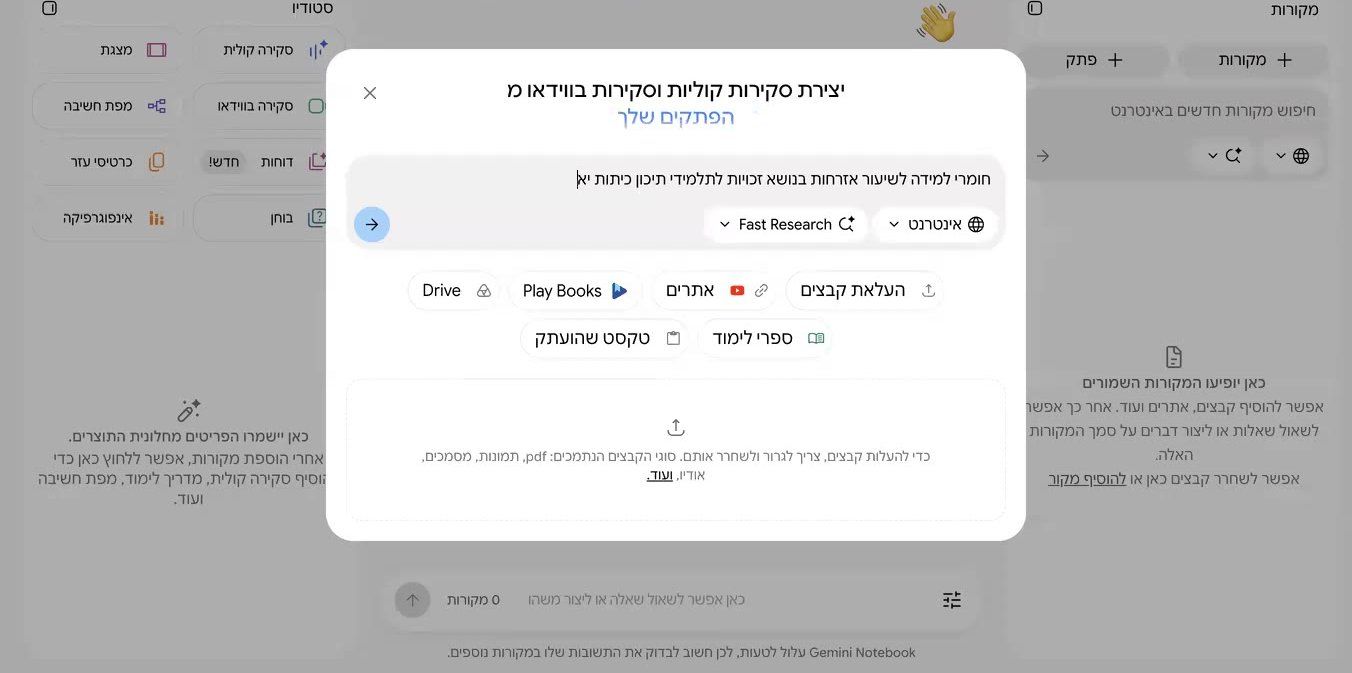 מקורות
מקורות
פתק
חיפוש מקורות חדשים באינטרנט
כאן יופיעו המקורות השמורים
אפשר להוסיף קבצים, אתרים ועוד. אחר כך אפשר
לשאול שאלות או ליצור דברים על סמך המקורות
האלה.
אפשר לשחרר קבצים כאן או להוסיף מקור
יצירת סקירות קוליות וסקירות בווידאו מ
הפתקים שלך
חומרי למידה לשיעור אזרחות בנושא זכויות לתלמידי תיכון כיתות יא
אינטרנט
Fast Research
העלאת קבצים
אתרים
Play Books
Drive
ספרי לימוד
טקסט שהועתק
כדי להעלות קבצים, צריך לגרור ולשחרר אותם. סוגי הקבצים הנתמכים: pdf, תמונות, מסמכים,
אודיו, ועוד.
כאן אפשר לשאול שאלה או ליצור משהו
0 מקורות
Gemini Notebook עלול לטעות, לכן חשוב לבדוק את התשובות שלו במקורות נוספים.
סטודיו
סקירה קולית
מצגת
סקירה בווידאו
מפת חשיבה
דוחות
חדש!
כרטיסי עזר
בוחן
אינפוגרפיקה
כאן יישמרו הפריטים מחלונית התוצרים.
אחרי הוספת מקורות, אפשר ללחוץ כאן כדי
הוסיף סקירה קולית, מדריך לימוד, מפת חשיבה
ועוד.